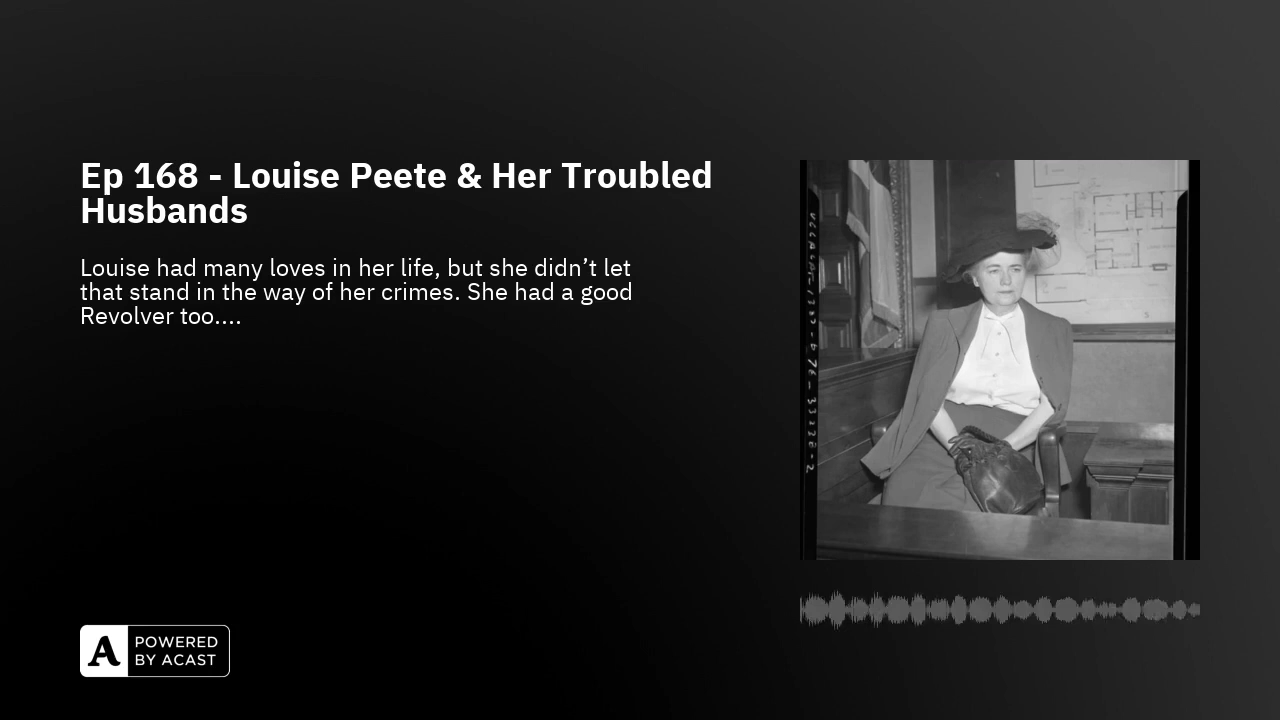 Ep 168 - Louise Peete & Her Troubled
Husbands
Louise had many loves in her life, but she didn’t let
that stand in the way of her crimes. She had a good
Revolver too....
A POWERED
BY ACAST